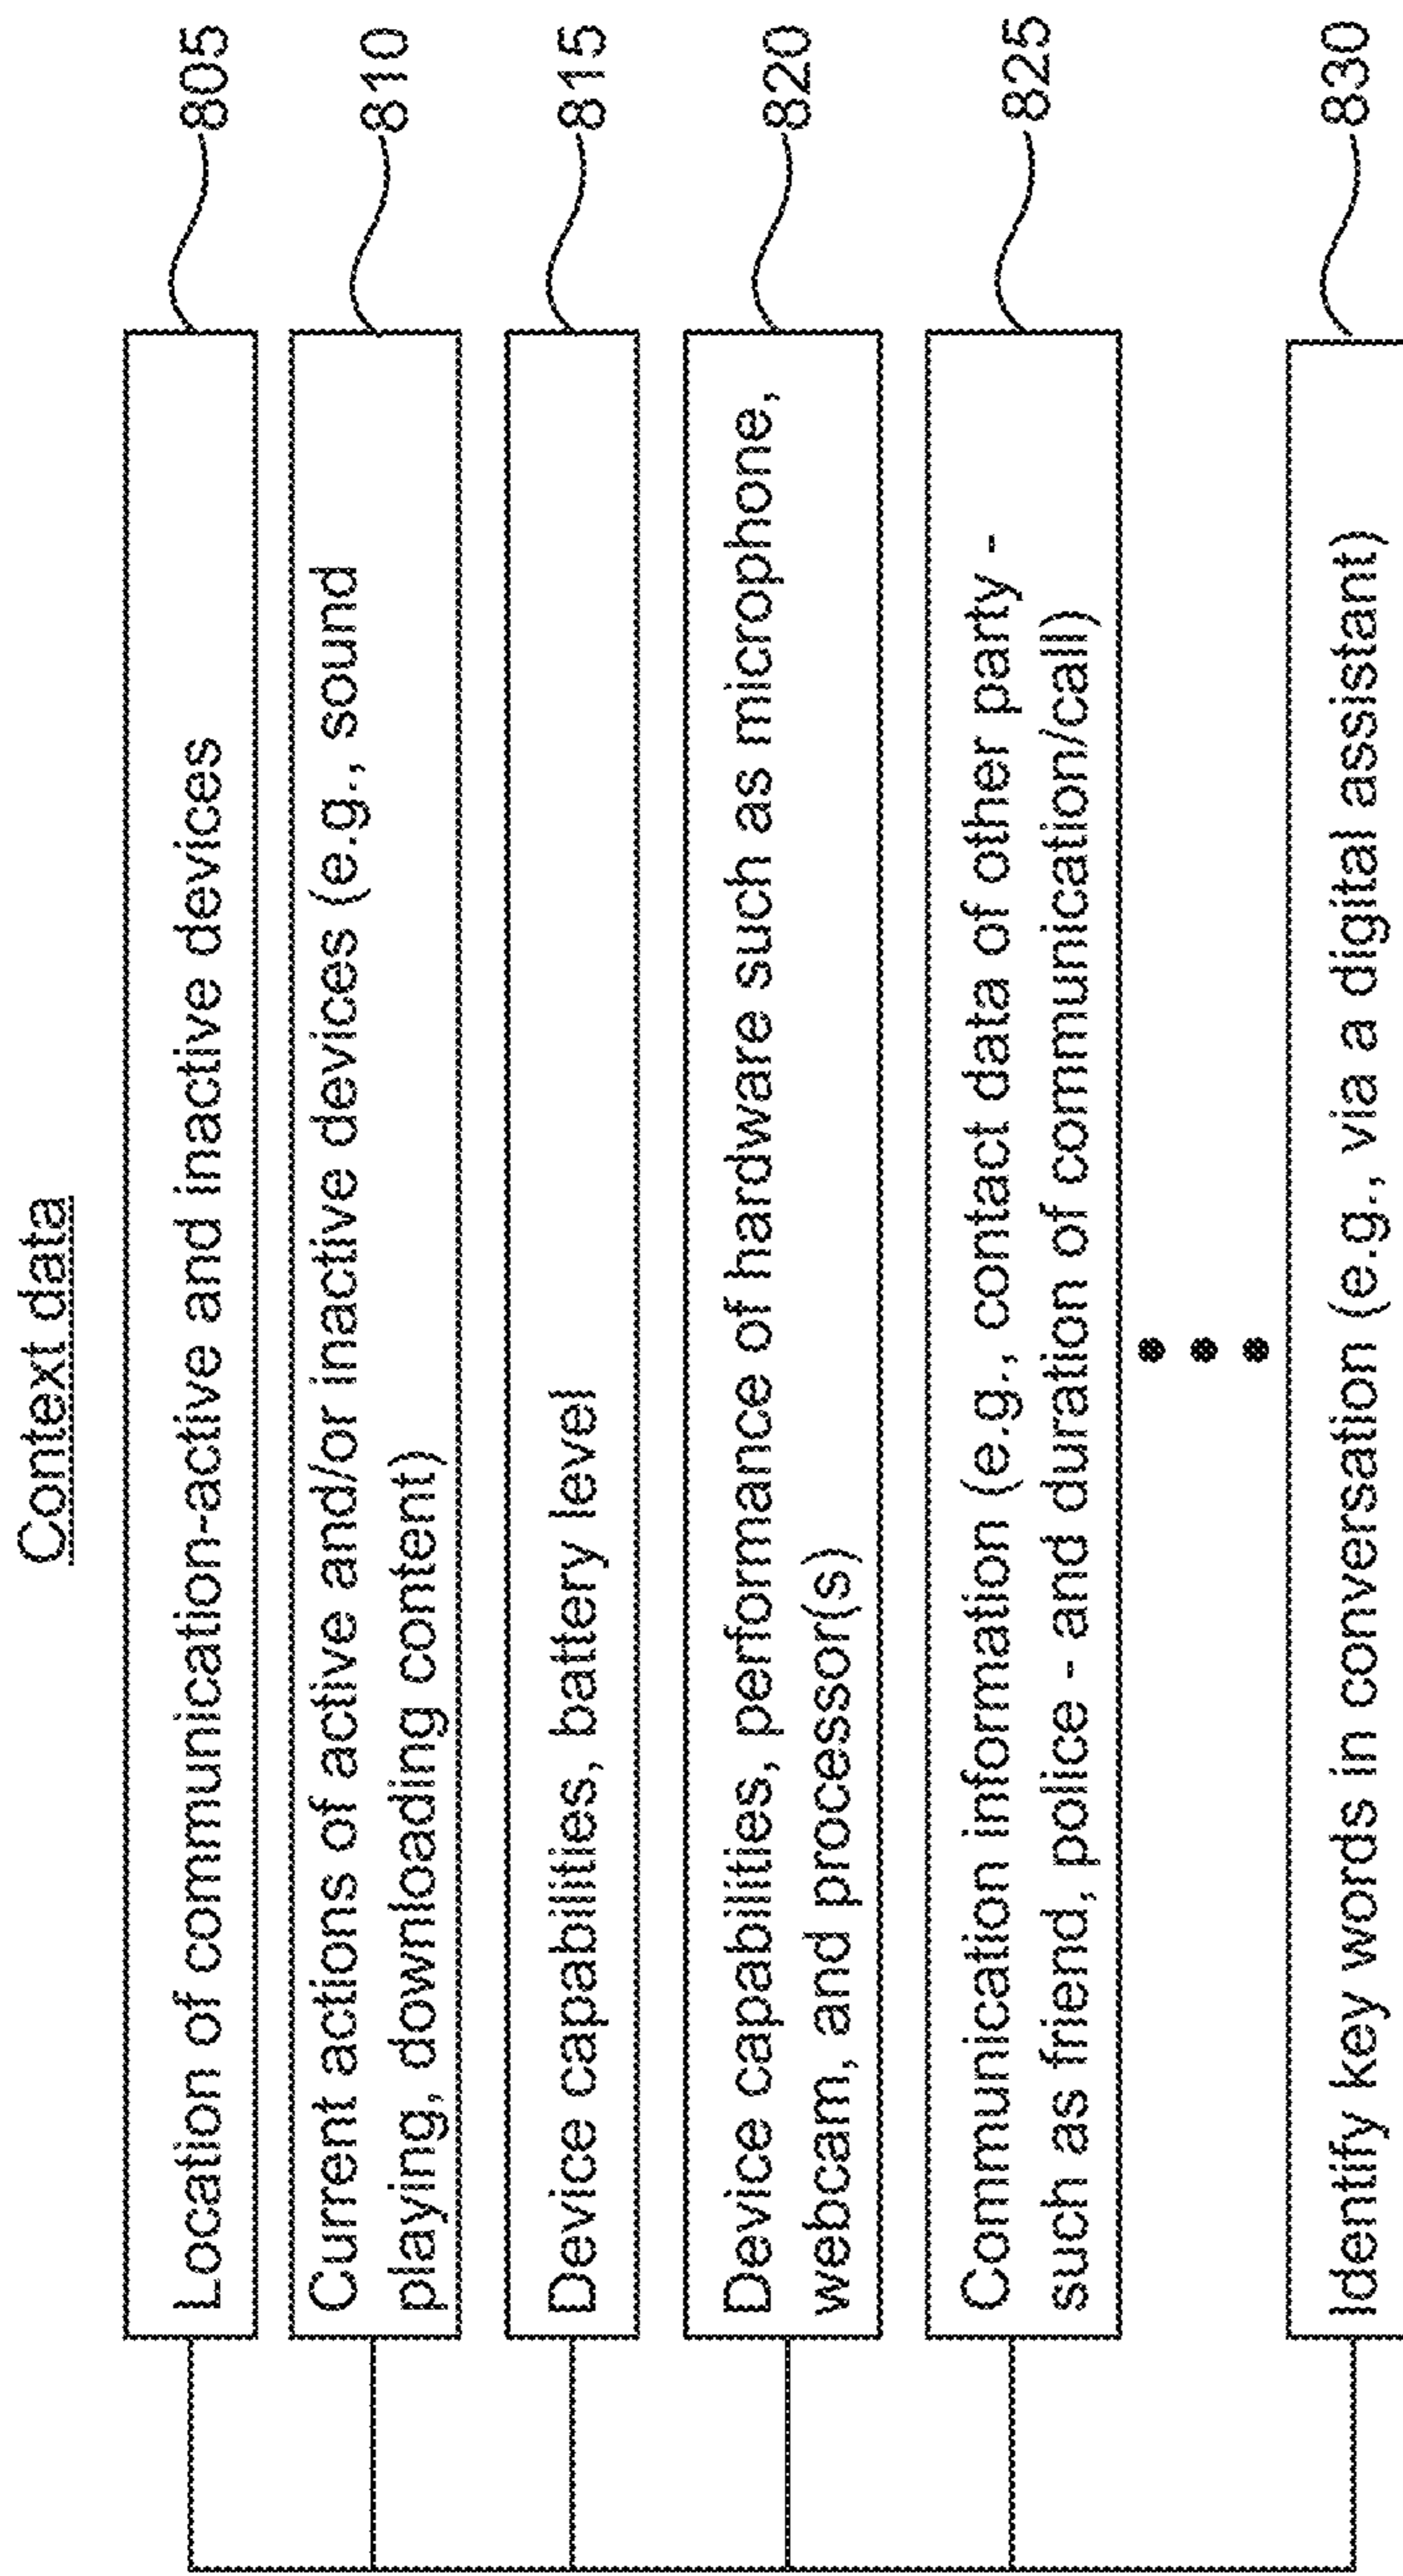 Context data
Location of communication-active and inactive devices
805
Current actions of active and/or inactive devices (e.g., sound
playing, downloading content)
810
Device capabilities, battery level
815
Device capabilities, performance of hardware such as microphone,
webcam, and processor(s)
820
Communication information (e.g., contact data of other party -
such as friend, police - and duration of communication/call)
825
Identify key words in conversation (e.g., via a digital assistant)
830